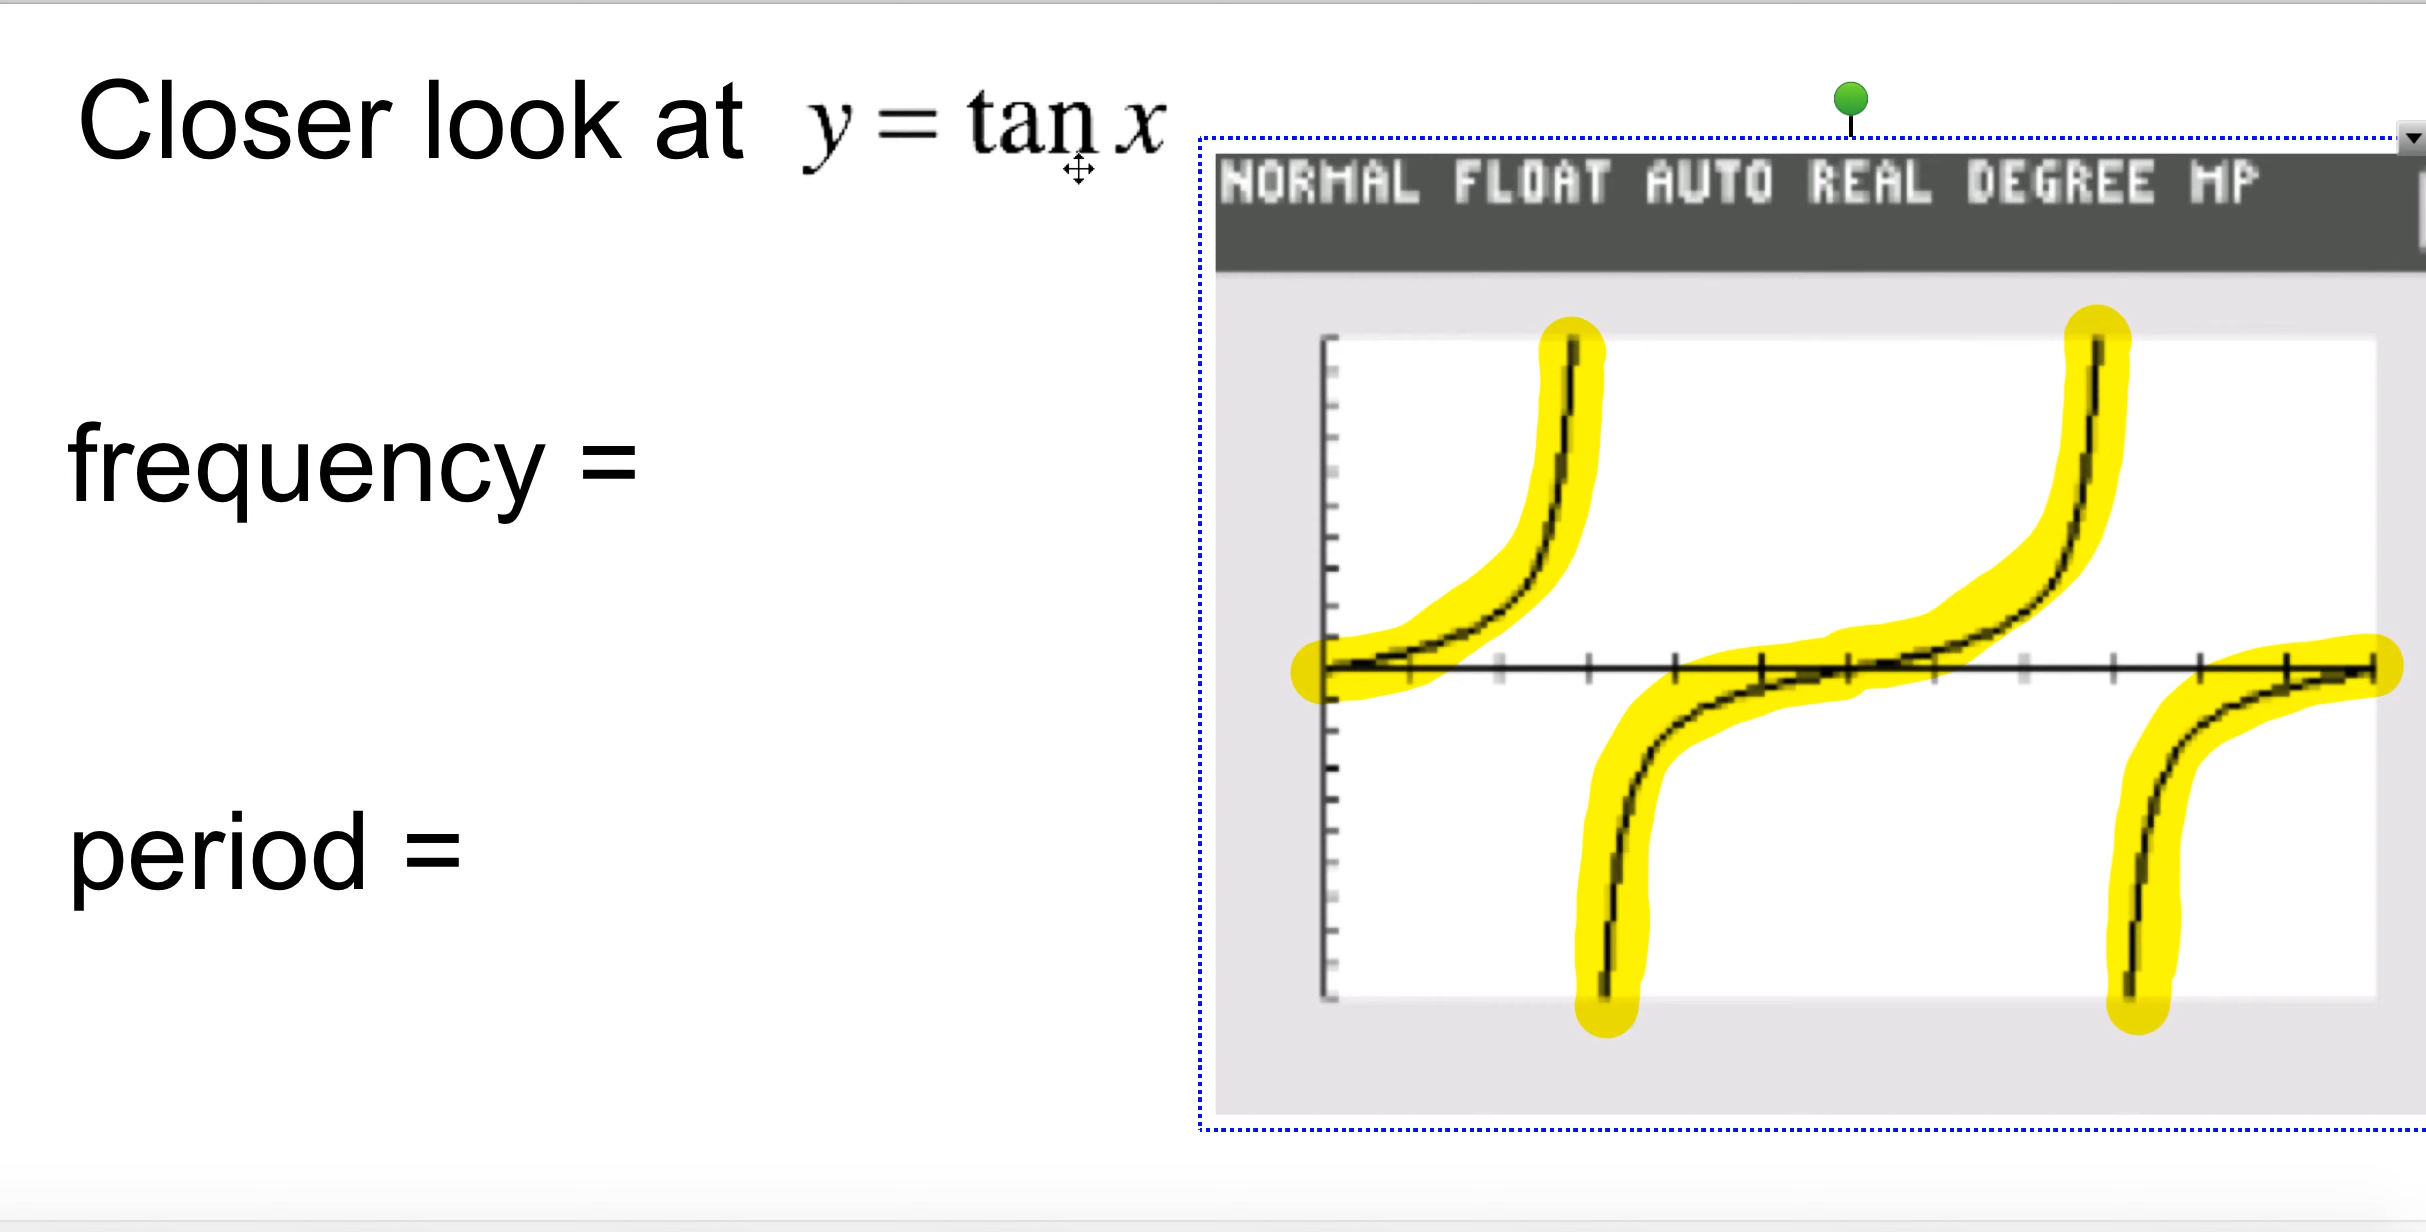 Closer look at y = tan x
NORMAL FLOAT AUTO REAL DEGREE MP
frequency =
period =